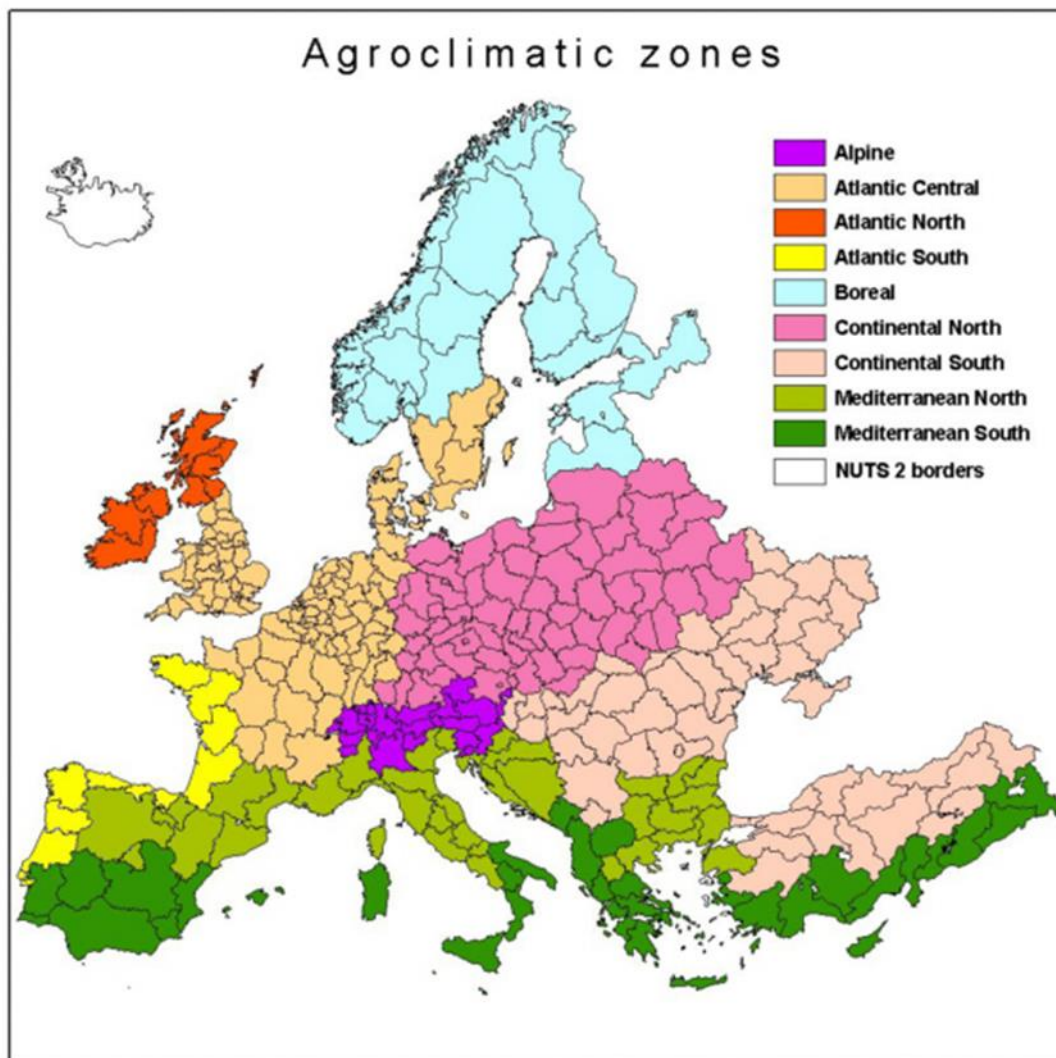 Agroclimatic zones
Alpine
Atlantic Central
Atlantic North
Atlantic South
Boreal
Continental North
Continental South
Mediterranean North
Mediterranean South
NUTS 2 borders